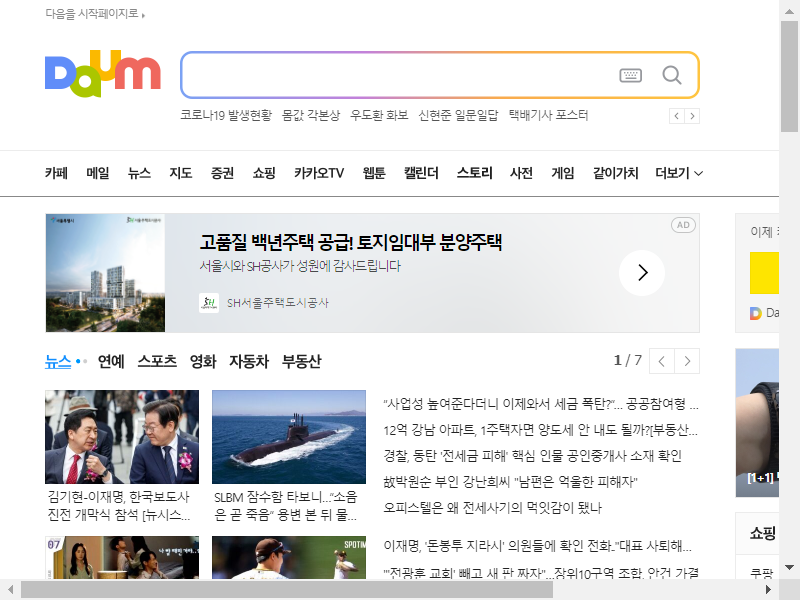 다음을 시작페이지로
Daum
코로나19 발생현황 몸값 각본상 우도환 화보 신현준 일문일답 택배기사 포스터
카페 메일 뉴스 지도 증권 쇼핑 카카오TV 웹툰 캘린더 스토리 사전 게임 같이가치 더보기
서울특별시
AD
고품질 백년주택 공급! 토지임대부 분양주택
서울시와 SH공사가 성원에 감사드립니다
SH서울주택도시공사
이제
Da
뉴스 연예 스포츠 영화 자동차 부동산
1 / 7
“사업성 높여준다더니 이제와서 세금 폭탄?”... 공공참여형 ...
12억 강남 아파트, 1주택자면 양도세 안 내도 될까?[부동산...
경찰, 동탄 '전세금 피해' 핵심 인물 공인중개사 소재 확인
故박원순 부인 강난희씨 "남편은 억울한 피해자"
오피스텔은 왜 전세사기의 먹잇감이 됐나
김기현-이재명, 한국보도사
진전 개막식 참석 [뉴시스...
SLBM 잠수함 타보니…“소음
은 곧 죽음” 용변 본 뒤 물...
[1+1]
이재명, '돈봉투 지라시' 의원들에 확인 전화.."대표 사퇴해...
"'전광훈 교회' 빼고 새 판 짜자"…장위10구역 조합, 안건 가결
07
SPOTIM
쇼핑
쿠팡